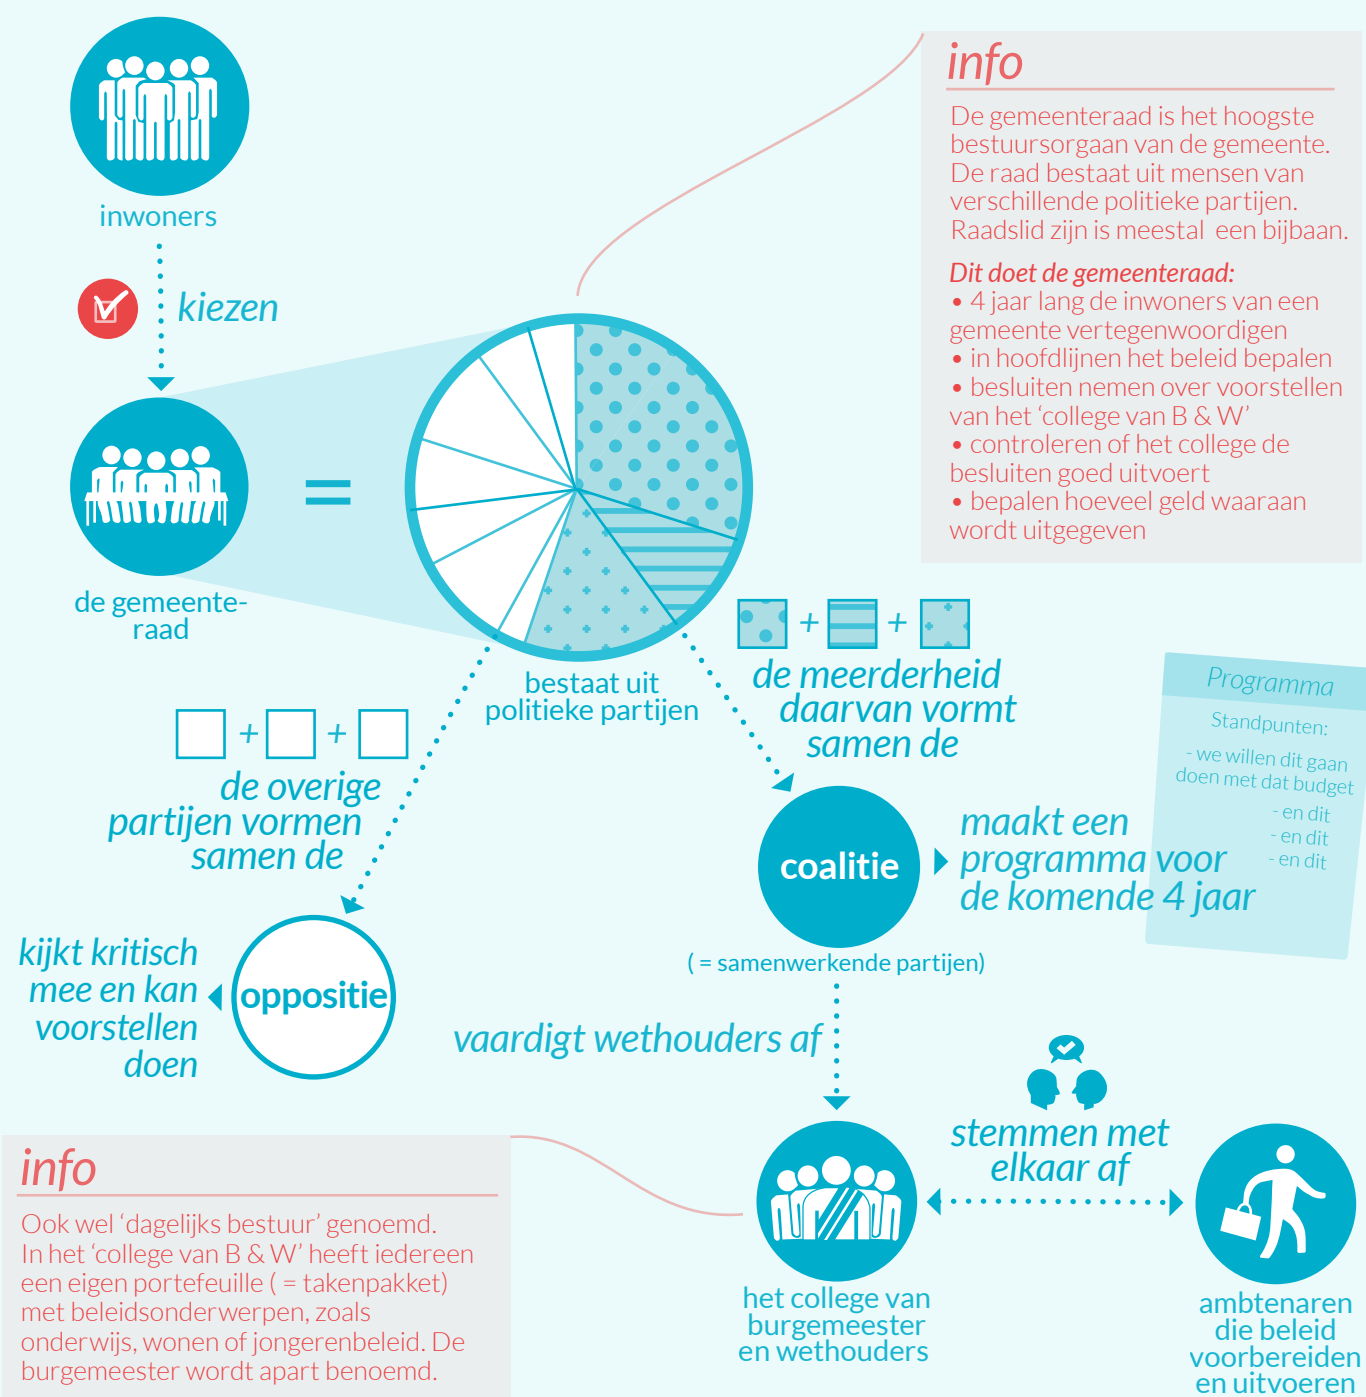 inwoners
kiezen
de gemeente-
raad
=
bestaat uit
politieke partijen
info
De gemeenteraad is het hoogste
bestuursorgaan van de gemeente.
De raad bestaat uit mensen van
verschillende politieke partijen.
Raadslid zijn is meestal een bijbaan.
Dit doet de gemeenteraad:
• 4 jaar lang de inwoners van een
gemeente vertegenwoordigen
• in hoofdlijnen het beleid bepalen
• besluiten nemen over voorstellen
van het ‘college van B & W’
• controleren of het college de
besluiten goed uitvoert
• bepalen hoeveel geld waaraan
wordt uitgegeven
+ +
de meerderheid
daarvan vormt
samen de
+ +
de overige
partijen vormen
samen de
coalitie
( = samenwerkende partijen)
maakt een
programma voor
de komende 4 jaar
Programma
Standpunten:
- we willen dit gaan
doen met dat budget
- en dit
- en dit
- en dit
oppositie
kijkt kritisch
mee en kan
voorstellen
doen
vaardigt wethouders af
stemmen met
elkaar af
het college van
burgemeester
en wethouders
ambtenaren
die beleid
voorbereiden
en uitvoeren
info
Ook wel ‘dagelijks bestuur’ genoemd.
In het ‘college van B & W’ heeft iedereen
een eigen portefeuille ( = takenpakket)
met beleidsonderwerpen, zoals
onderwijs, wonen of jongerenbeleid. De
burgemeester wordt apart benoemd.